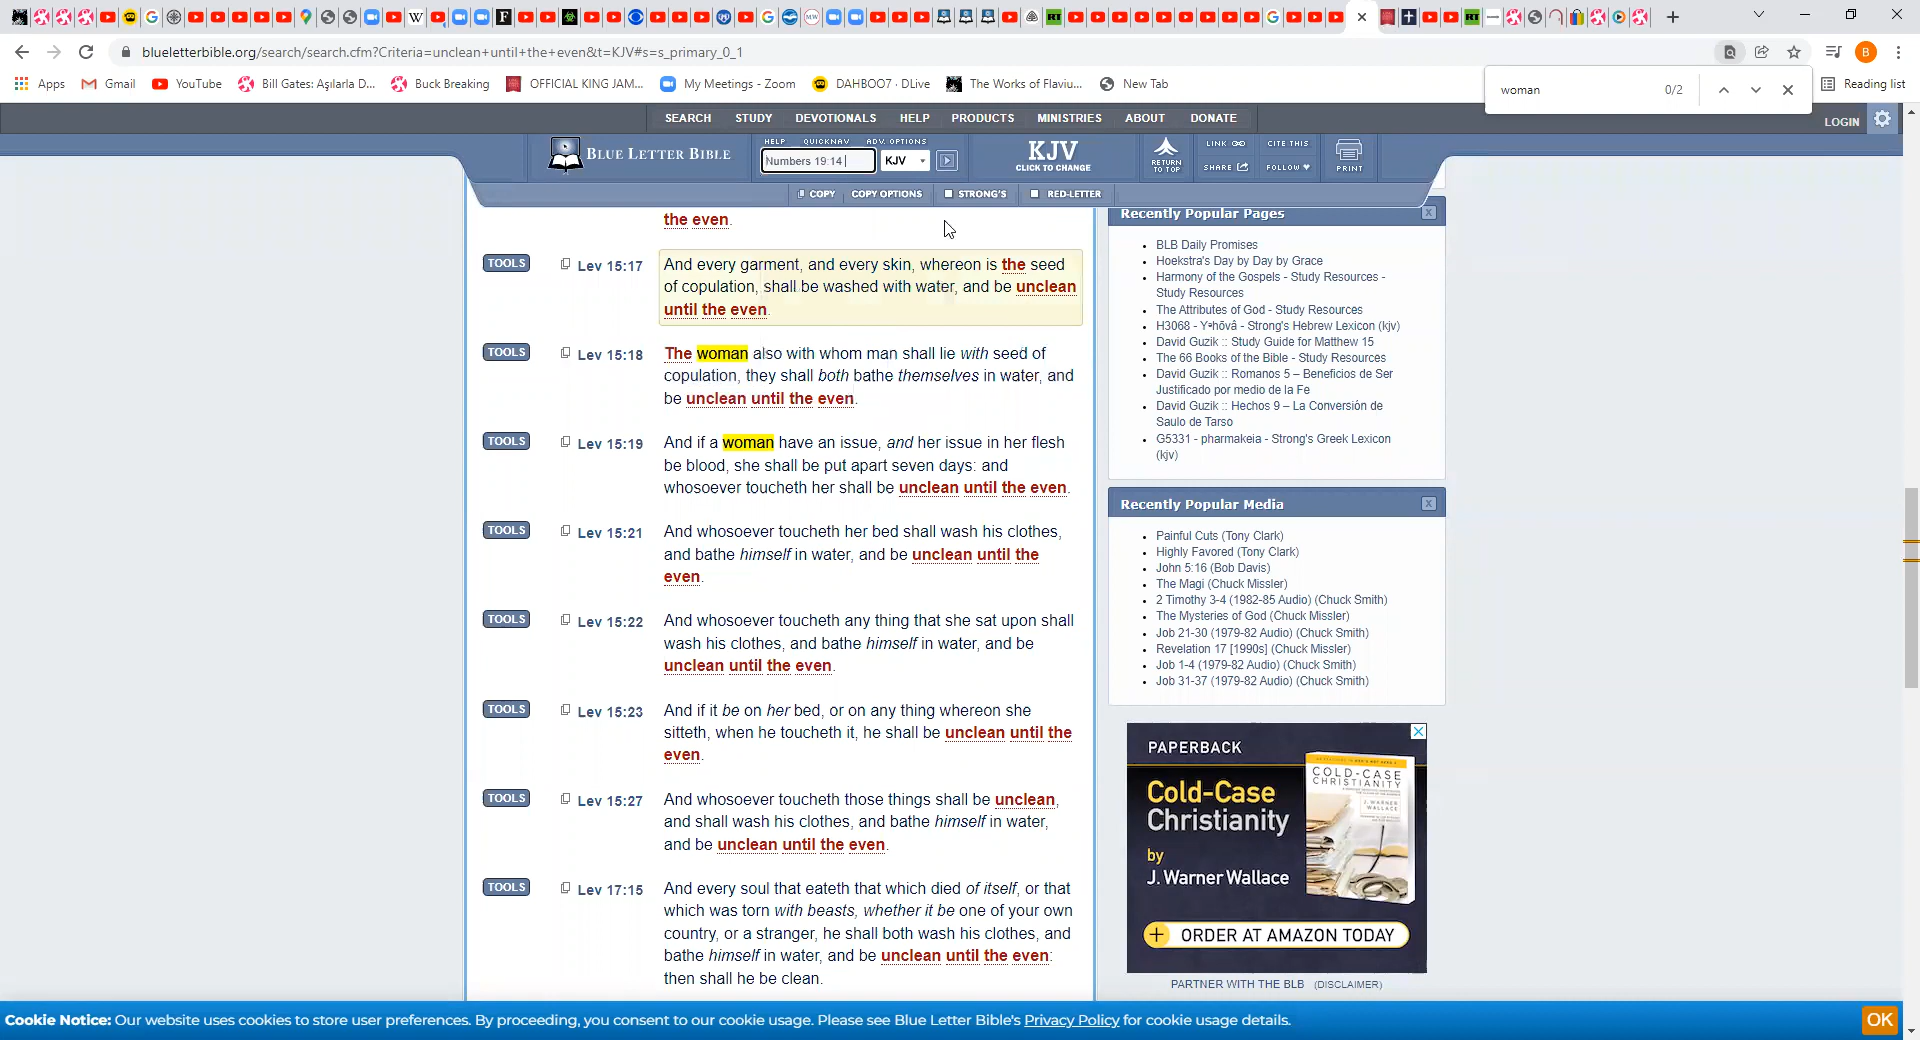 blueletterbible.org/search/search.cfm?Criteria=unclean+until+the+even&t=KJV#s=s_primary_0_1
B
Apps
Gmail
YouTube
Bill Gates: Aşılarla D...
Buck Breaking
OFFICIAL KING JAM...
My Meetings - Zoom
DAHBOO7 · DLive
The Works of Flaviu...
New Tab
woman
0/2
Reading list
SEARCH STUDY DEVOTIONALS HELP PRODUCTS MINISTRIES ABOUT DONATE
LOGIN
BLUE LETTER BIBLE
HELP QUICKNAV ADV. OPTIONS
Numbers 19:14
KJV
KJV
CLICK TO CHANGE
RETURN
TO TOP
LINK
SHARE
CITE THIS
FOLLOW
PRINT
COPY COPY OPTIONS STRONG'S RED-LETTER
the even.
TOOLS
Lev 15:17
And every garment, and every skin, whereon is the seed
of copulation, shall be washed with water, and be unclean
until the even.
TOOLS
Lev 15:18
The woman also with whom man shall lie with seed of
copulation, they shall both bathe themselves in water, and
be unclean until the even.
TOOLS
Lev 15:19
And if a woman have an issue, and her issue in her flesh
be blood, she shall be put apart seven days: and
whosoever toucheth her shall be unclean until the even.
TOOLS
Lev 15:21
And whosoever toucheth her bed shall wash his clothes,
and bathe himself in water, and be unclean until the
even.
TOOLS
Lev 15:22
And whosoever toucheth any thing that she sat upon shall
wash his clothes, and bathe himself in water, and be
unclean until the even.
TOOLS
Lev 15:23
And if it be on her bed, or on any thing whereon she
sitteth, when he toucheth it, he shall be unclean until the
even.
TOOLS
Lev 15:27
And whosoever toucheth those things shall be unclean,
and shall wash his clothes, and bathe himself in water,
and be unclean until the even.
TOOLS
Lev 17:15
And every soul that eateth that which died of itself, or that
which was torn with beasts, whether it be one of your own
country, or a stranger, he shall both wash his clothes, and
bathe himself in water, and be unclean until the even:
then shall he be clean.
Recently Popular Pages
BLB Daily Promises
Hoekstra's Day by Day by Grace
Harmony of the Gospels - Study Resources -
Study Resources
The Attributes of God - Study Resources
H3068 - Yᵊhōvâ - Strong's Hebrew Lexicon (kjv)
David Guzik :: Study Guide for Matthew 15
The 66 Books of the Bible - Study Resources
David Guzik :: Romanos 5 – Beneficios de Ser
Justificado por medio de la Fe
David Guzik :: Hechos 9 – La Conversión de
Saulo de Tarso
G5331 - pharmakeia - Strong's Greek Lexicon
(kjv)
Recently Popular Media
Painful Cuts (Tony Clark)
Highly Favored (Tony Clark)
John 5:16 (Bob Davis)
The Magi (Chuck Missler)
2 Timothy 3-4 (1982-85 Audio) (Chuck Smith)
The Mysteries of God (Chuck Missler)
Job 21-30 (1979-82 Audio) (Chuck Smith)
Revelation 17 [1990s] (Chuck Missler)
Job 1-4 (1979-82 Audio) (Chuck Smith)
Job 31-37 (1979-82 Audio) (Chuck Smith)
PAPERBACK
Cold-Case
Christianity
by
J. Warner Wallace
COLD-CASE
CHRISTIANITY
ORDER AT AMAZON TODAY
PARTNER WITH THE BLB (DISCLAIMER)
Cookie Notice: Our website uses cookies to store user preferences. By proceeding, you consent to our cookie usage. Please see Blue Letter Bible's Privacy Policy for cookie usage details.
OK